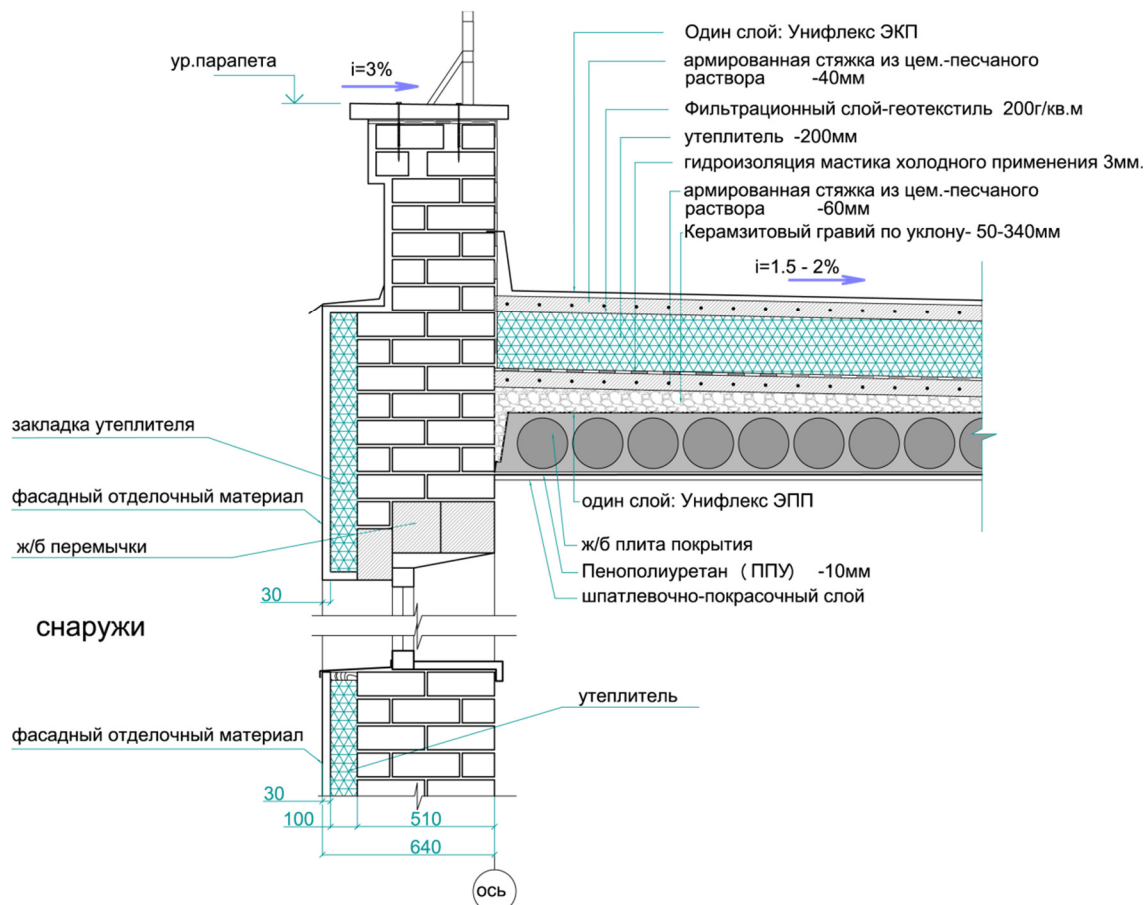 ур.парапета
i=3%
Один слой: Унифлекс ЭКП
армированная стяжка из цем.-песчаного
раствора -40мм
Фильтрационный слой-геотекстиль 200г/кв.м
утеплитель -200мм
гидроизоляция мастика холодного применения 3мм.
армированная стяжка из цем.-песчаного
раствора -60мм
Керамзитовый гравий по уклону- 50-340мм
i=1.5 - 2%
закладка утеплителя
фасадный отделочный материал
ж/б перемычки
один слой: Унифлекс ЭПП
ж/б плита покрытия
Пенополиуретан ( ППУ) -10мм
шпатлевочно-покрасочный слой
30
снаружи
утеплитель
фасадный отделочный материал
30
100
510
640
ось